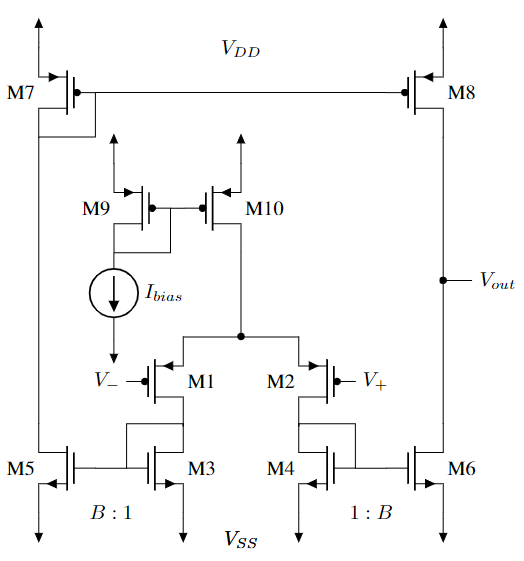 V_DD
M7
M8
M9
M10
I_bias
V_out
V_−
M1
M2
V_+
M5
M3
M4
M6
B : 1
1 : B
V_SS